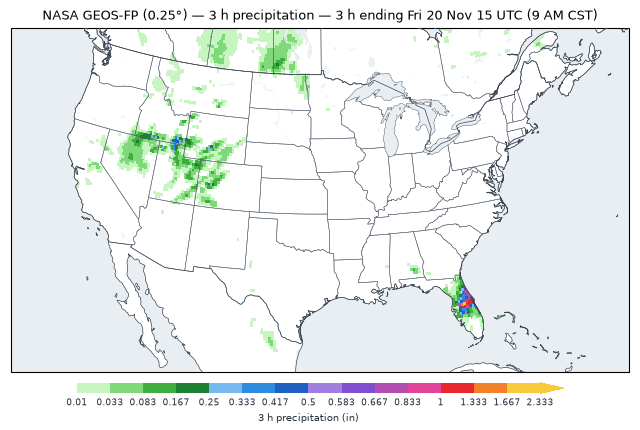 NASA GEOS-FP (0.25°) — 3 h precipitation — 3 h ending Fri 20 Nov 15 UTC (9 AM CST)
0.01 0.033 0.083 0.167 0.25 0.333 0.417 0.5 0.583 0.667 0.833 1 1.333 1.667 2.333
3 h precipitation (in)